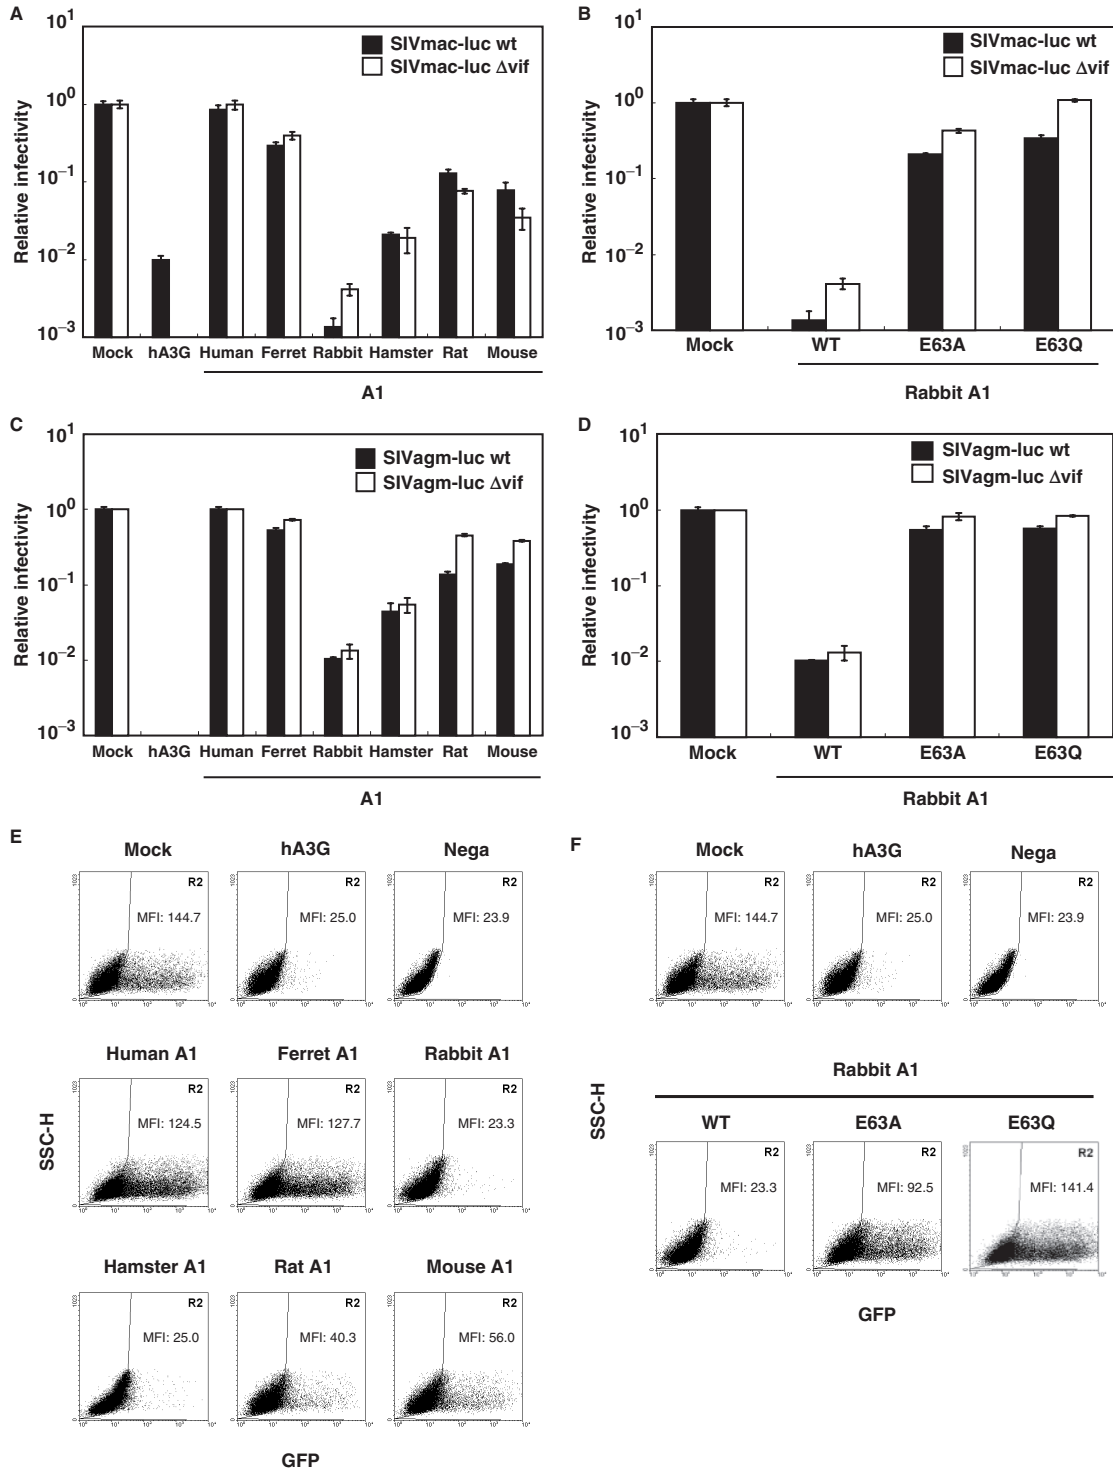 A
10^1
10^0
10^−1
10^−2
10^−3
Relative infectivity
SIVmac-luc wt
SIVmac-luc Δvif
Mock hA3G Human Ferret Rabbit Hamster Rat Mouse
A1
B
10^1
10^0
10^−1
10^−2
10^−3
Relative infectivity
SIVmac-luc wt
SIVmac-luc Δvif
Mock WT E63A E63Q
Rabbit A1
C
10^1
10^0
10^−1
10^−2
10^−3
Relative infectivity
SIVagm-luc wt
SIVagm-luc Δvif
Mock hA3G Human Ferret Rabbit Hamster Rat Mouse
A1
D
10^1
10^0
10^−1
10^−2
10^−3
Relative infectivity
SIVagm-luc wt
SIVagm-luc Δvif
Mock WT E63A E63Q
Rabbit A1
E
Mock hA3G Nega
R2 R2 R2
MFI: 144.7 MFI: 25.0 MFI: 23.9
Human A1 Ferret A1 Rabbit A1
R2 R2 R2
MFI: 124.5 MFI: 127.7 MFI: 23.3
SSC-H
Hamster A1 Rat A1 Mouse A1
R2 R2 R2
MFI: 25.0 MFI: 40.3 MFI: 56.0
GFP
F
Mock hA3G Nega
R2 R2 R2
MFI: 144.7 MFI: 25.0 MFI: 23.9
Rabbit A1
SSC-H
WT E63A E63Q
R2 R2 R2
MFI: 23.3 MFI: 92.5 MFI: 141.4
GFP